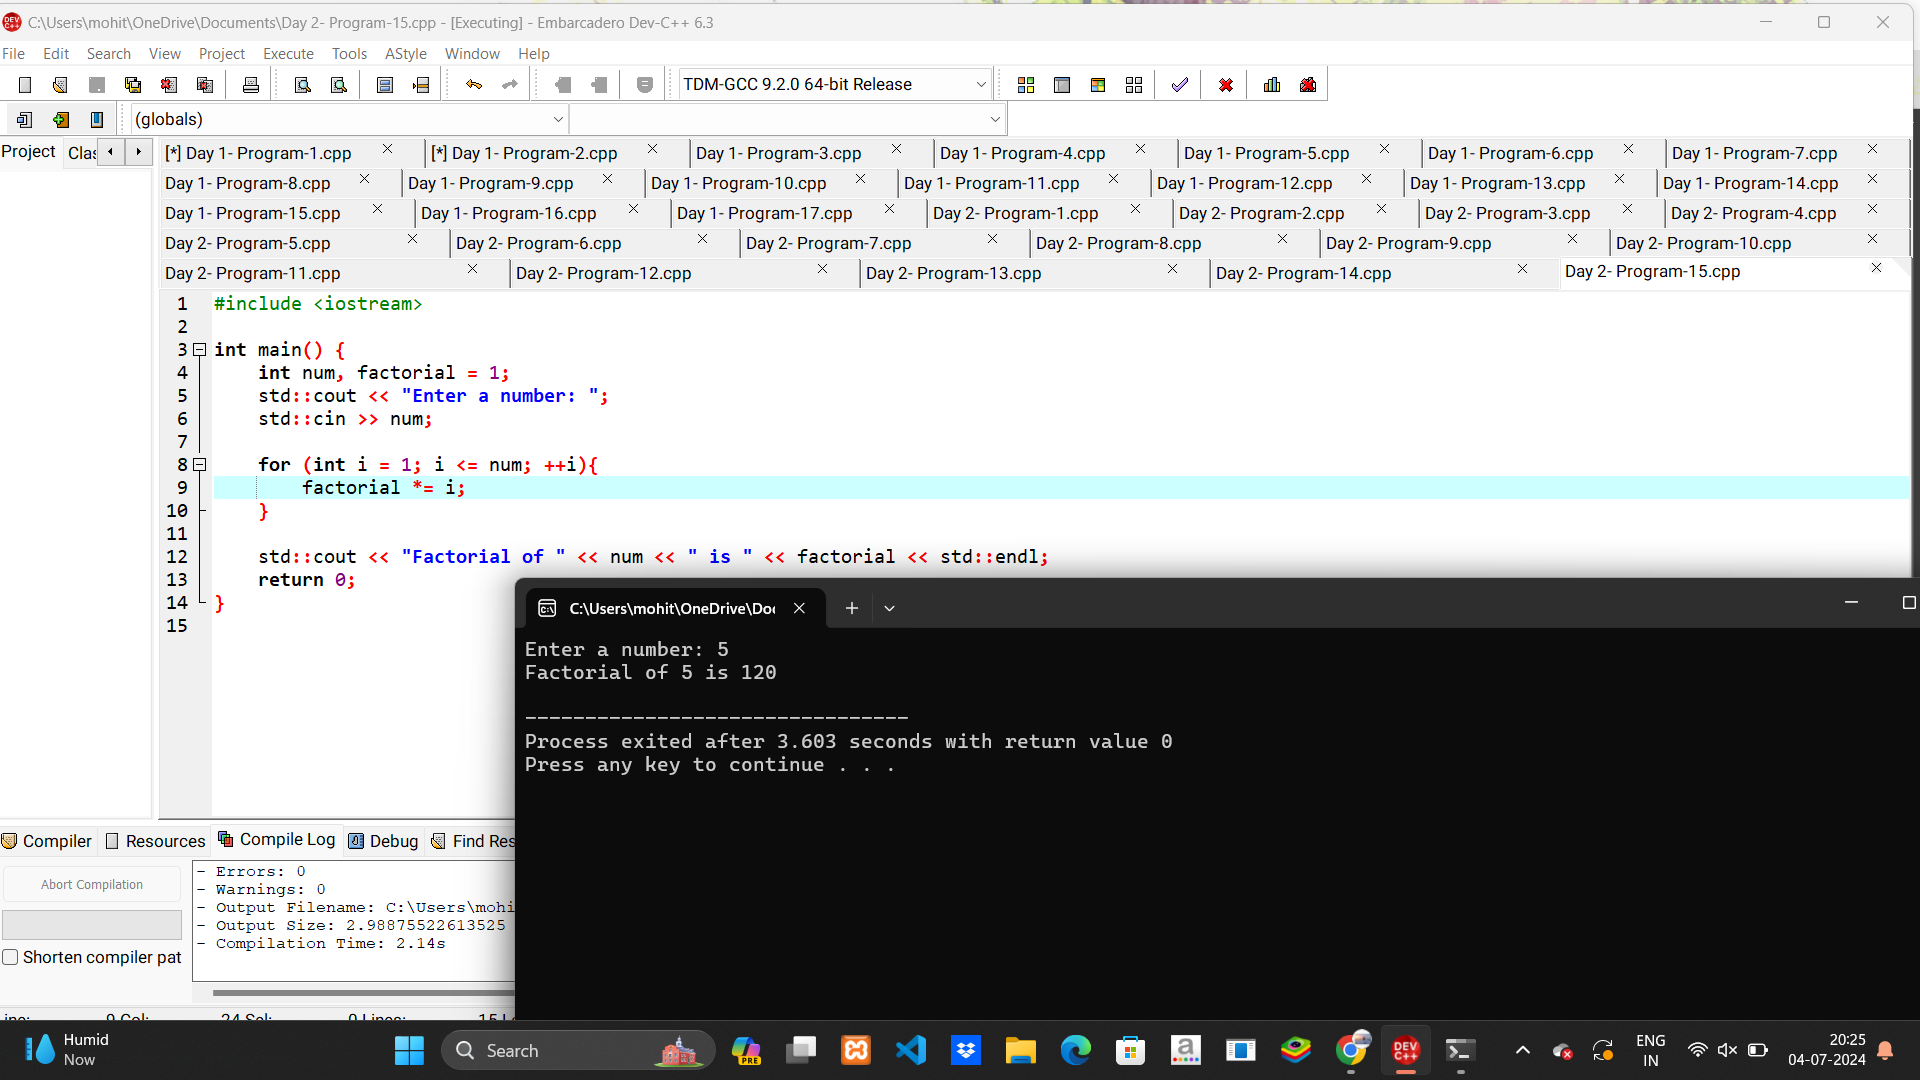 C:\Users\mohit\OneDrive\Documents\Day 2- Program-15.cpp - [Executing] - Embarcadero Dev-C++ 6.3
File Edit Search View Project Execute Tools AStyle Window Help
TDM-GCC 9.2.0 64-bit Release
(globals)
Project Clas [*] Day 1- Program-1.cpp [*] Day 1- Program-2.cpp Day 1- Program-3.cpp Day 1- Program-4.cpp Day 1- Program-5.cpp Day 1- Program-6.cpp Day 1- Program-7.cpp
Day 1- Program-8.cpp Day 1- Program-9.cpp Day 1- Program-10.cpp Day 1- Program-11.cpp Day 1- Program-12.cpp Day 1- Program-13.cpp Day 1- Program-14.cpp
Day 1- Program-15.cpp Day 1- Program-16.cpp Day 1- Program-17.cpp Day 2- Program-1.cpp Day 2- Program-2.cpp Day 2- Program-3.cpp Day 2- Program-4.cpp
Day 2- Program-5.cpp Day 2- Program-6.cpp Day 2- Program-7.cpp Day 2- Program-8.cpp Day 2- Program-9.cpp Day 2- Program-10.cpp
Day 2- Program-11.cpp Day 2- Program-12.cpp Day 2- Program-13.cpp Day 2- Program-14.cpp Day 2- Program-15.cpp
1 #include <iostream>
2
3 int main() {
4 int num, factorial = 1;
5 std::cout << "Enter a number: ";
6 std::cin >> num;
7
8 for (int i = 1; i <= num; ++i){
9 factorial *= i;
10 }
11
12 std::cout << "Factorial of " << num << " is " << factorial << std::endl;
13 return 0;
14 }
15
C:\Users\mohit\OneDrive\Doc
Enter a number: 5
Factorial of 5 is 120
--------------------------------
Process exited after 3.603 seconds with return value 0
Press any key to continue . . .
Compiler Resources Compile Log Debug Find Res
Abort Compilation
Shorten compiler pat
- Errors: 0
- Warnings: 0
- Output Filename: C:\Users\mohi
- Output Size: 2.98875522613525
- Compilation Time: 2.14s
Humid
Now
Search
PRE
DEV C++
ENG
IN
20:25
04-07-2024